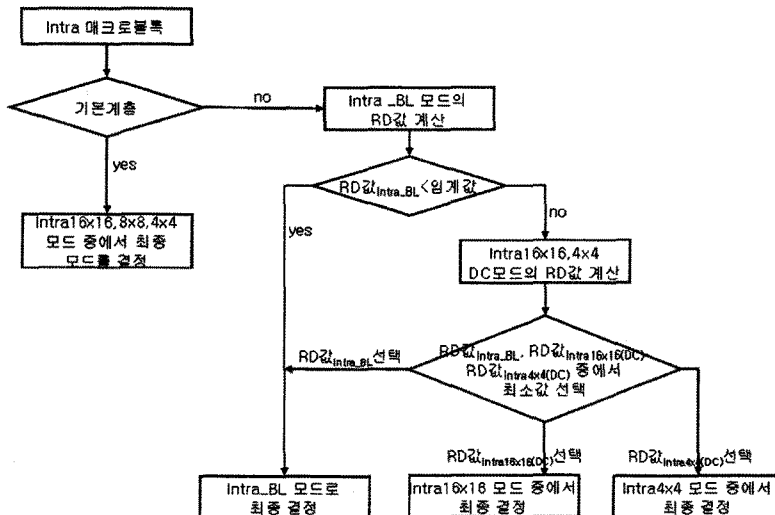 Intra 매크로블록
기본계층
no
yes
Intra _BL 모드의
RD값 계산
Intra16x16,8x8,4x4
모드 중에서 최종
모드를 결정
RD값Intra_BL<임계값
yes
no
Intra16x16,4x4
DC모드의 RD값 계산
RD값Intra_BL선택
RD값Intra_BL, RD값Intra16x16(DC)
RD값Intra4x4(DC) 중에서
최소값 선택
RD값Intra16x16(DC)선택
RD값Intra4x4(DC)선택
Intra_BL 모드로
최종 결정
Intra16x16 모드 중에서
최종 결정
Intra4x4 모드 중에서
최종 결정